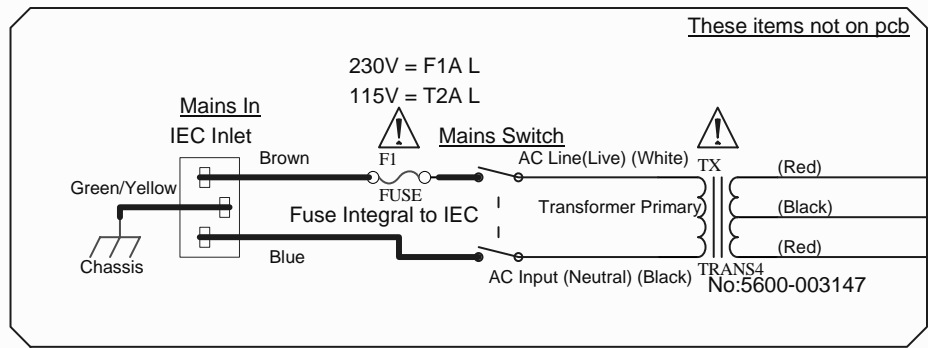 These items not on pcb
230V = F1A L
115V = T2A L
Mains In
IEC Inlet
Mains Switch
Brown
F1
AC Line(Live) (White)
TX
(Red)
Green/Yellow
FUSE
Fuse Integral to IEC
Transformer Primary
(Black)
Chassis
Blue
AC Input (Neutral) (Black)
(Red)
TRANS4
No:5600-003147